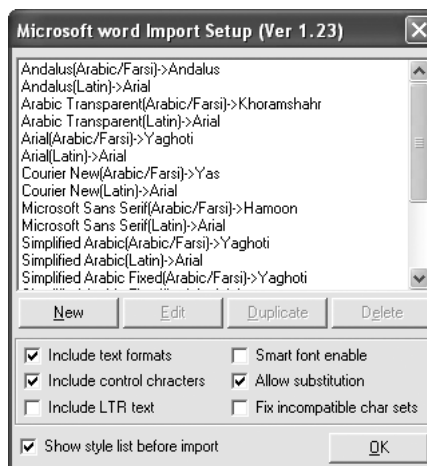 Microsoft word Import Setup (Ver 1.23)
Andalus(Arabic/Farsi)->Andalus
Andalus(Latin)->Arial
Arabic Transparent(Arabic/Farsi)->Khoramshahr
Arabic Transparent(Latin)->Arial
Arial(Arabic/Farsi)->Yaghoti
Arial(Latin)->Arial
Courier New(Arabic/Farsi)->Yas
Courier New(Latin)->Arial
Microsoft Sans Serif(Arabic/Farsi)->Hamoon
Microsoft Sans Serif(Latin)->Arial
Simplified Arabic(Arabic/Farsi)->Yaghoti
Simplified Arabic(Latin)->Arial
Simplified Arabic Fixed(Arabic/Farsi)->Yaghoti
New Edit Duplicate Delete
Include text formats Smart font enable
Include control chracters Allow substitution
Include LTR text Fix incompatible char sets
Show style list before import OK